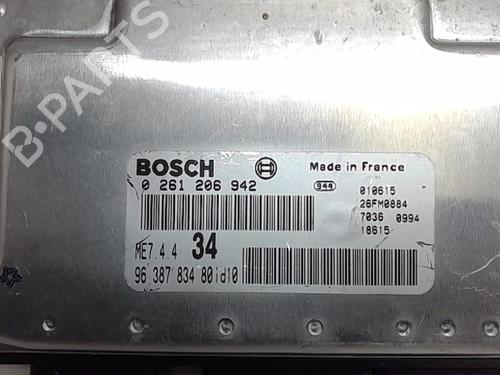 B-PARTS
BOSCH
Made in France
0 261 206 942
944
010615
26FM0884
7036 0994
18615
ME7.4.4 34
96 387 834 80id10